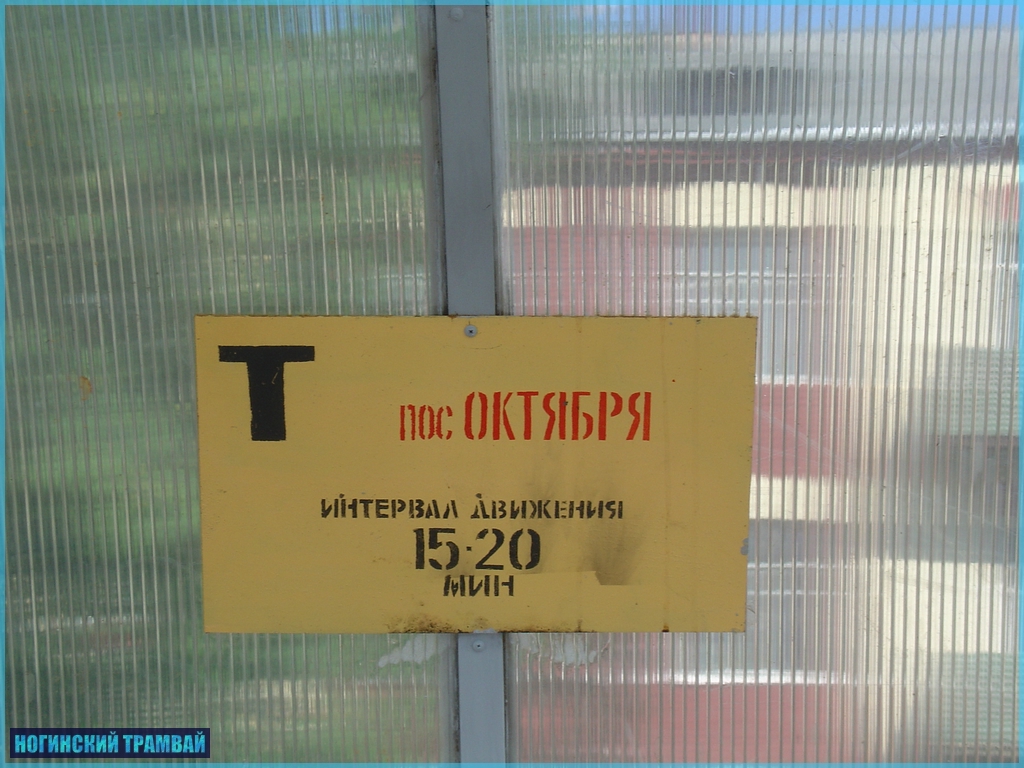 Т
пос ОКТЯБРЯ
ИНТЕРВАЛ ДВИЖЕНИЯ
15-20
МИН
НОГИНСКИЙ ТРАМВАЙ